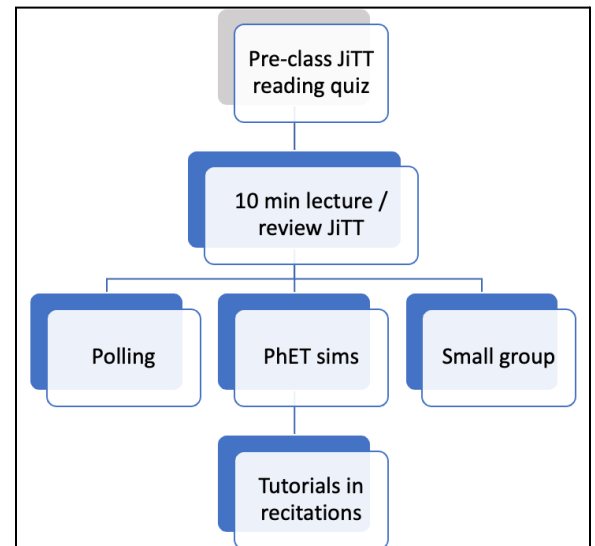 Pre-class JiTT
reading quiz
10 min lecture /
review JiTT
Polling
PhET sims
Small group
Tutorials in
recitations